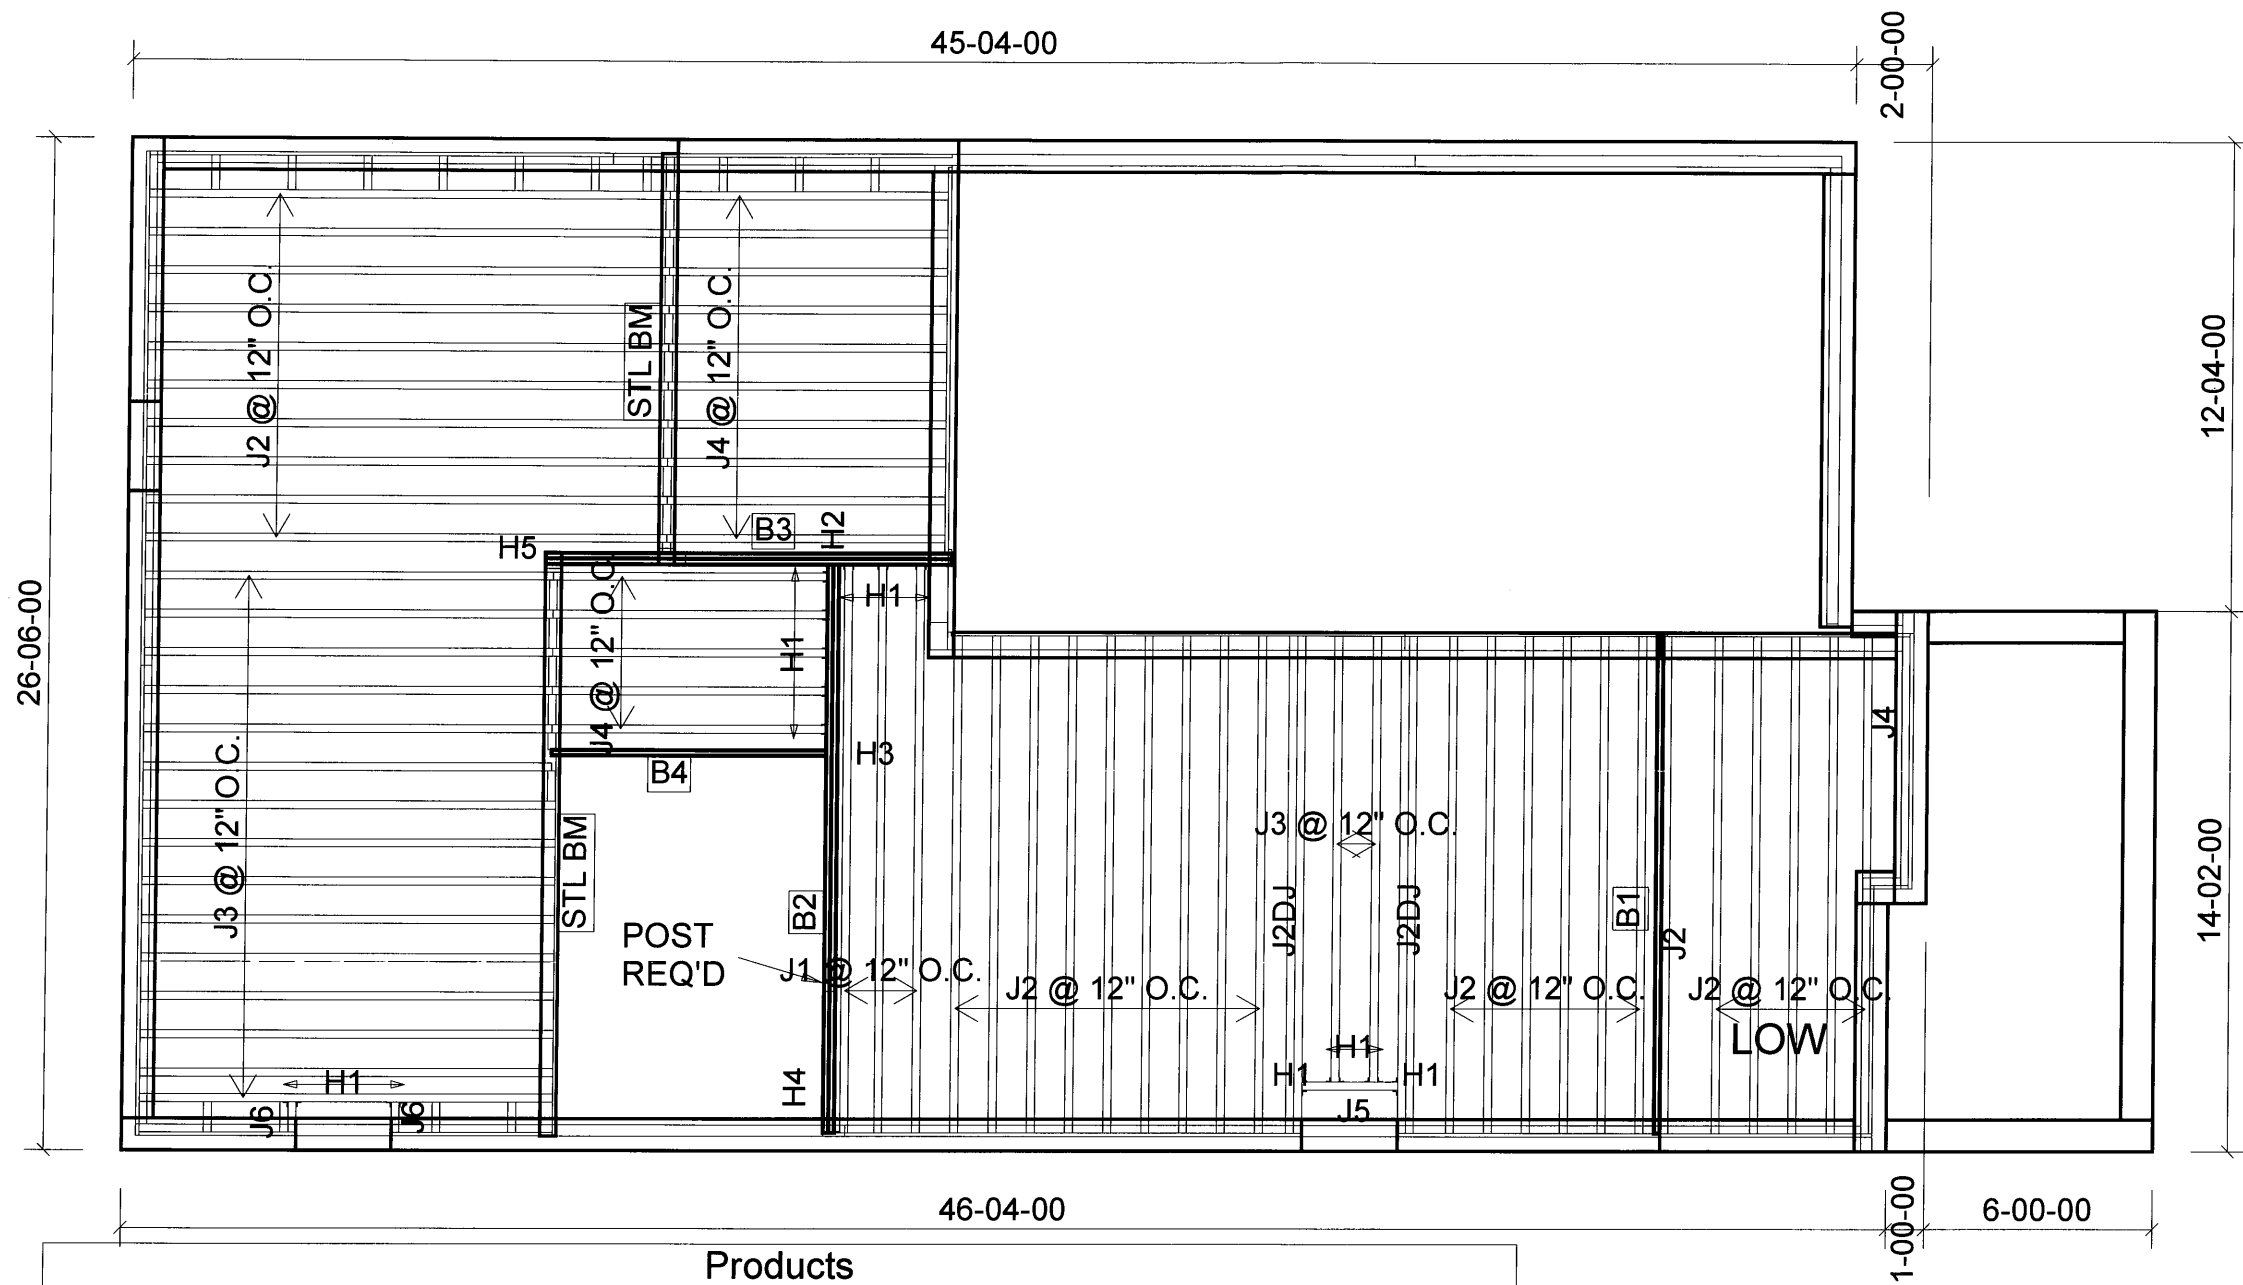 45-04-00
2-00-00
26-06-00
12-04-00
14-02-00
J2 @ 12" O.C.
STL BM
J4 @ 12" O.C.
B3
H2
H5
J4 @ 12" O.C.
H1
H1
H3
B4
J3 @ 12" O.C.
STL BM
POST
REQ'D
B2
J1 @ 12" O.C.
H4
J2 @ 12" O.C.
J3 @ 12" O.C.
J2DJ
J2DJ
J2 @ 12" O.C.
B1
J2
J2 @ 12" O.C.
LOW
J4
H1
H1
H1
J5
H1
J6
J6
46-04-00
1-00-00
6-00-00
Products